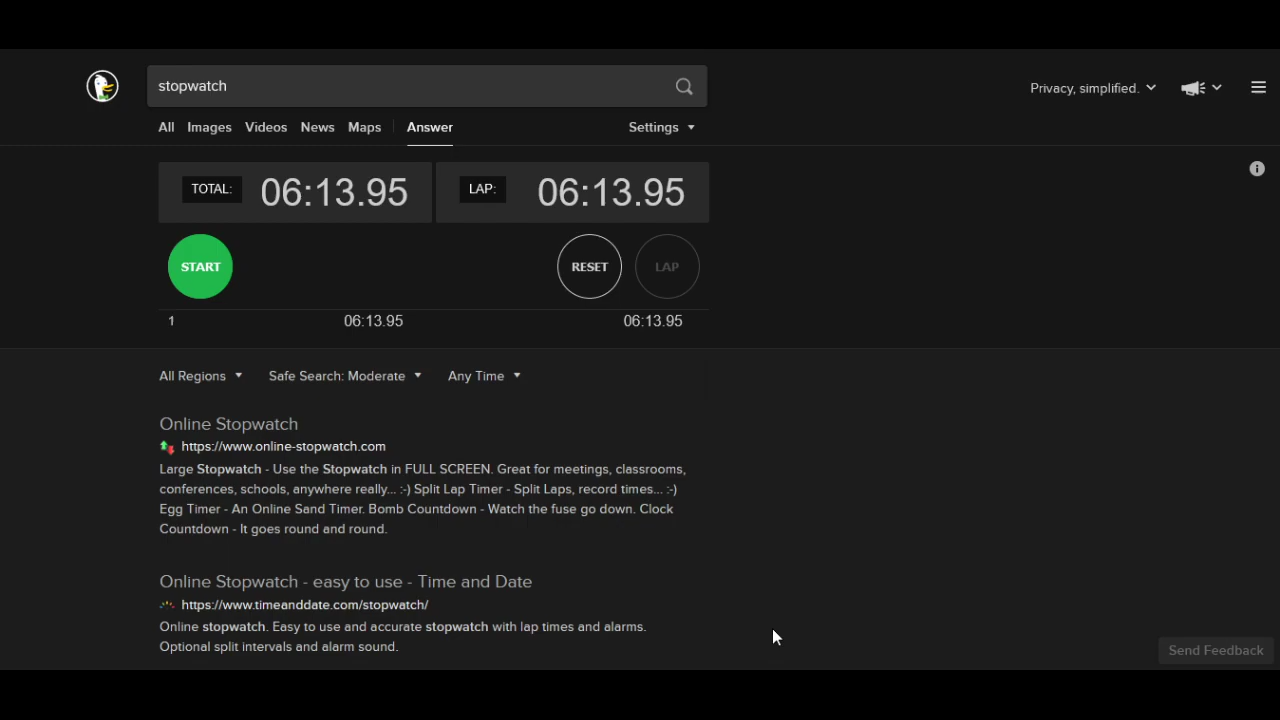 stopwatch
Privacy, simplified.
All Images Videos News Maps Answer Settings
TOTAL: 06:13.95 LAP: 06:13.95
START RESET LAP
1 06:13.95 06:13.95
All Regions Safe Search: Moderate Any Time
Online Stopwatch
https://www.online-stopwatch.com
Large Stopwatch - Use the Stopwatch in FULL SCREEN. Great for meetings, classrooms,
conferences, schools, anywhere really... :-) Split Lap Timer - Split Laps, record times... :-)
Egg Timer - An Online Sand Timer. Bomb Countdown - Watch the fuse go down. Clock
Countdown - It goes round and round.
Online Stopwatch - easy to use - Time and Date
https://www.timeanddate.com/stopwatch/
Online stopwatch. Easy to use and accurate stopwatch with lap times and alarms.
Optional split intervals and alarm sound.
Send Feedback